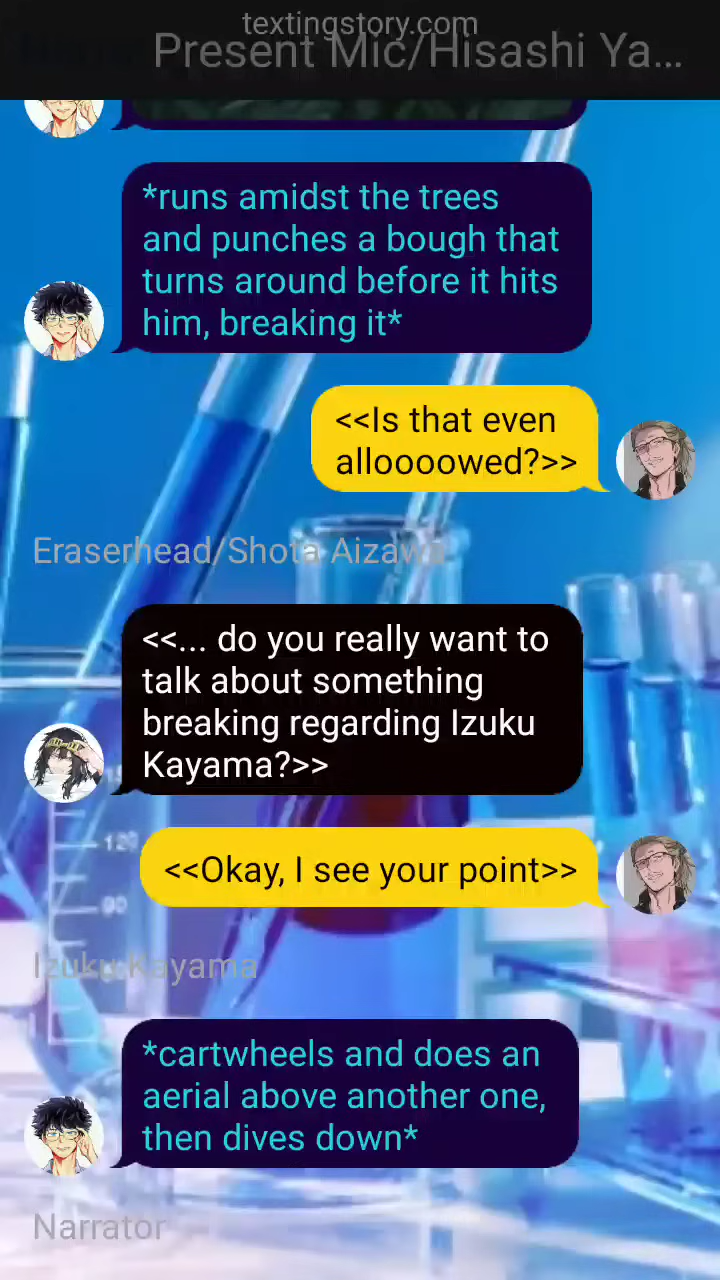 textingstory.com
Present Mic/Hisashi Ya...
*runs amidst the trees
and punches a bough that
turns around before it hits
him, breaking it*
<<Is that even
alloooowed?>>
Eraserhead/Shota Aizawa
<<... do you really want to
talk about something
breaking regarding Izuku
Kayama?>>
120
<<Okay, I see your point>>
90
Izuku Kayama
*cartwheels and does an
aerial above another one,
then dives down*
Narrator